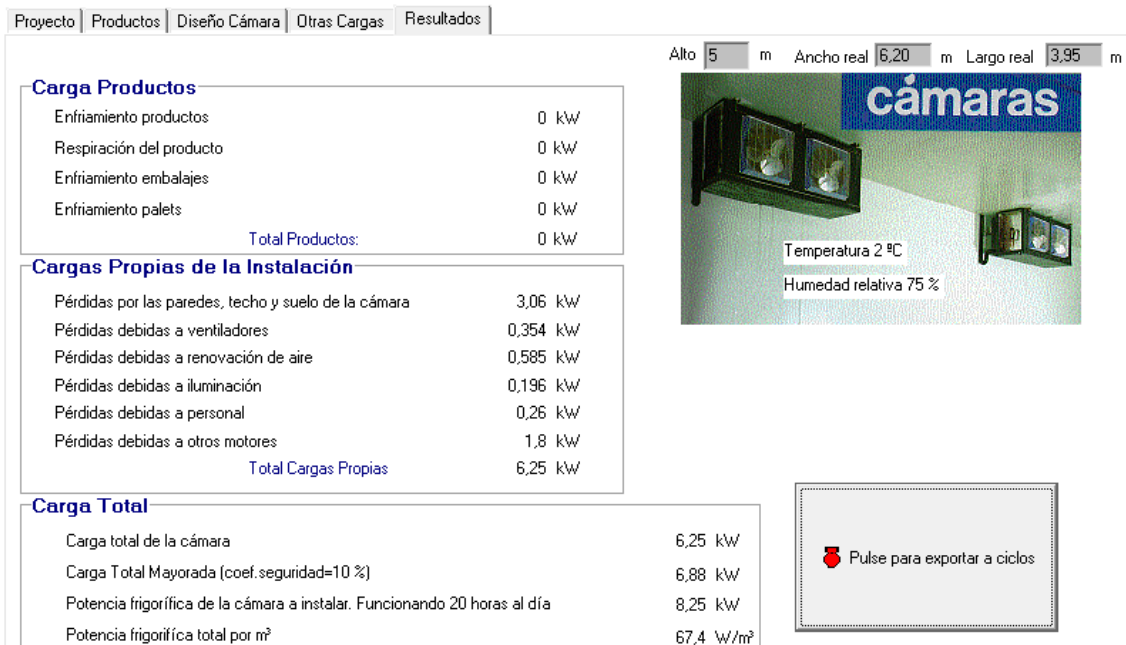 Proyecto Productos Diseño Cámara Otras Cargas Resultados
Alto 5 m Ancho real 6,20 m Largo real 3,95 m
Carga Productos
Enfriamiento productos 0 kW
Respiración del producto 0 kW
Enfriamiento embalajes 0 kW
Enfriamiento palets 0 kW
Total Productos: 0 kW
cámaras
Temperatura 2 ºC
Humedad relativa 75 %
Cargas Propias de la Instalación
Pérdidas por las paredes, techo y suelo de la cámara 3,06 kW
Pérdidas debidas a ventiladores 0,354 kW
Pérdidas debidas a renovación de aire 0,585 kW
Pérdidas debidas a iluminación 0,196 kW
Pérdidas debidas a personal 0,26 kW
Pérdidas debidas a otros motores 1,8 kW
Total Cargas Propias 6,25 kW
Carga Total
Carga total de la cámara 6,25 kW
Carga Total Mayorada (coef.seguridad=10 %) 6,88 kW
Potencia frigorífica de la cámara a instalar. Funcionando 20 horas al día 8,25 kW
Potencia frigoriíica total por m³ 67,4 W/m³
Pulse para exportar a ciclos